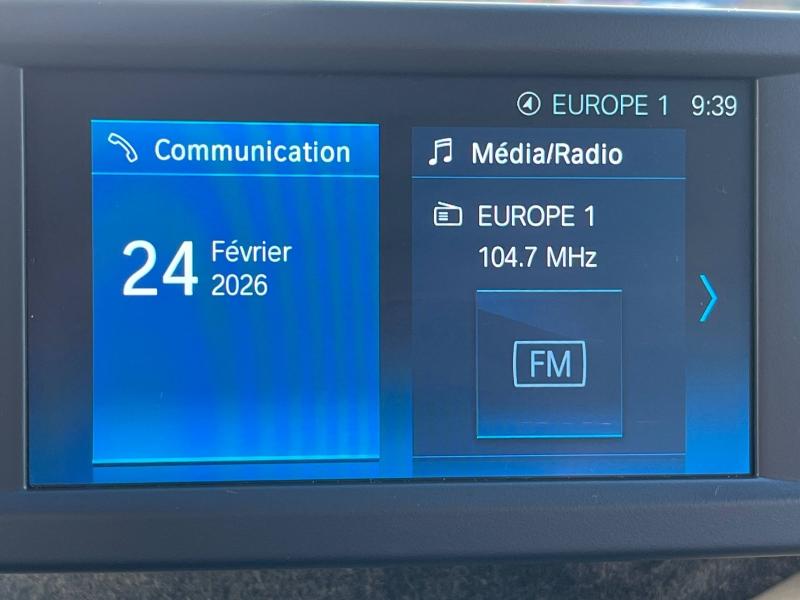 EUROPE 1 9:39
Communication
24 Février
2026
Média/Radio
EUROPE 1
104.7 MHz
FM